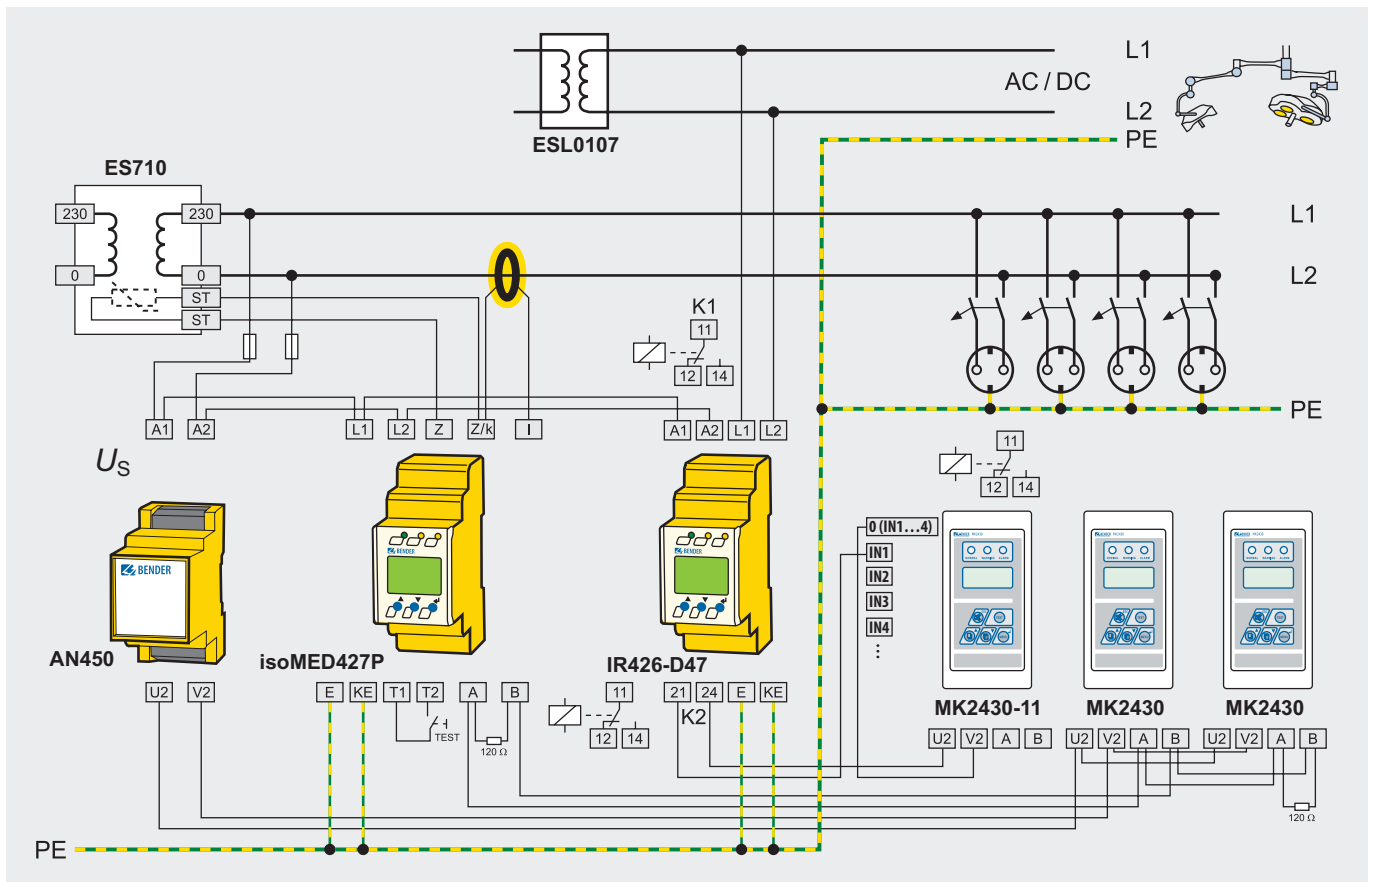 L1
AC / DC
L2
PE
ESL0107
ES710
230 230
0 0
ST
ST
L1
L2
K1
11
12 14
PE
A1 A2 L1 L2 Z Z/k I A1 A2 L1 L2
11
12 14
US
0 (IN1...4)
IN1
IN2
IN3
IN4
BENDER
BENDER
BENDER
AN450
isoMED427P
IR426-D47
MK2430-11
MK2430
MK2430
U2 V2 E KE T1 T2 A B 11 21 24 E KE
12 14
K2
TEST
120 Ω
U2 V2 A B U2 V2 A B U2 V2 A B
120 Ω
PE